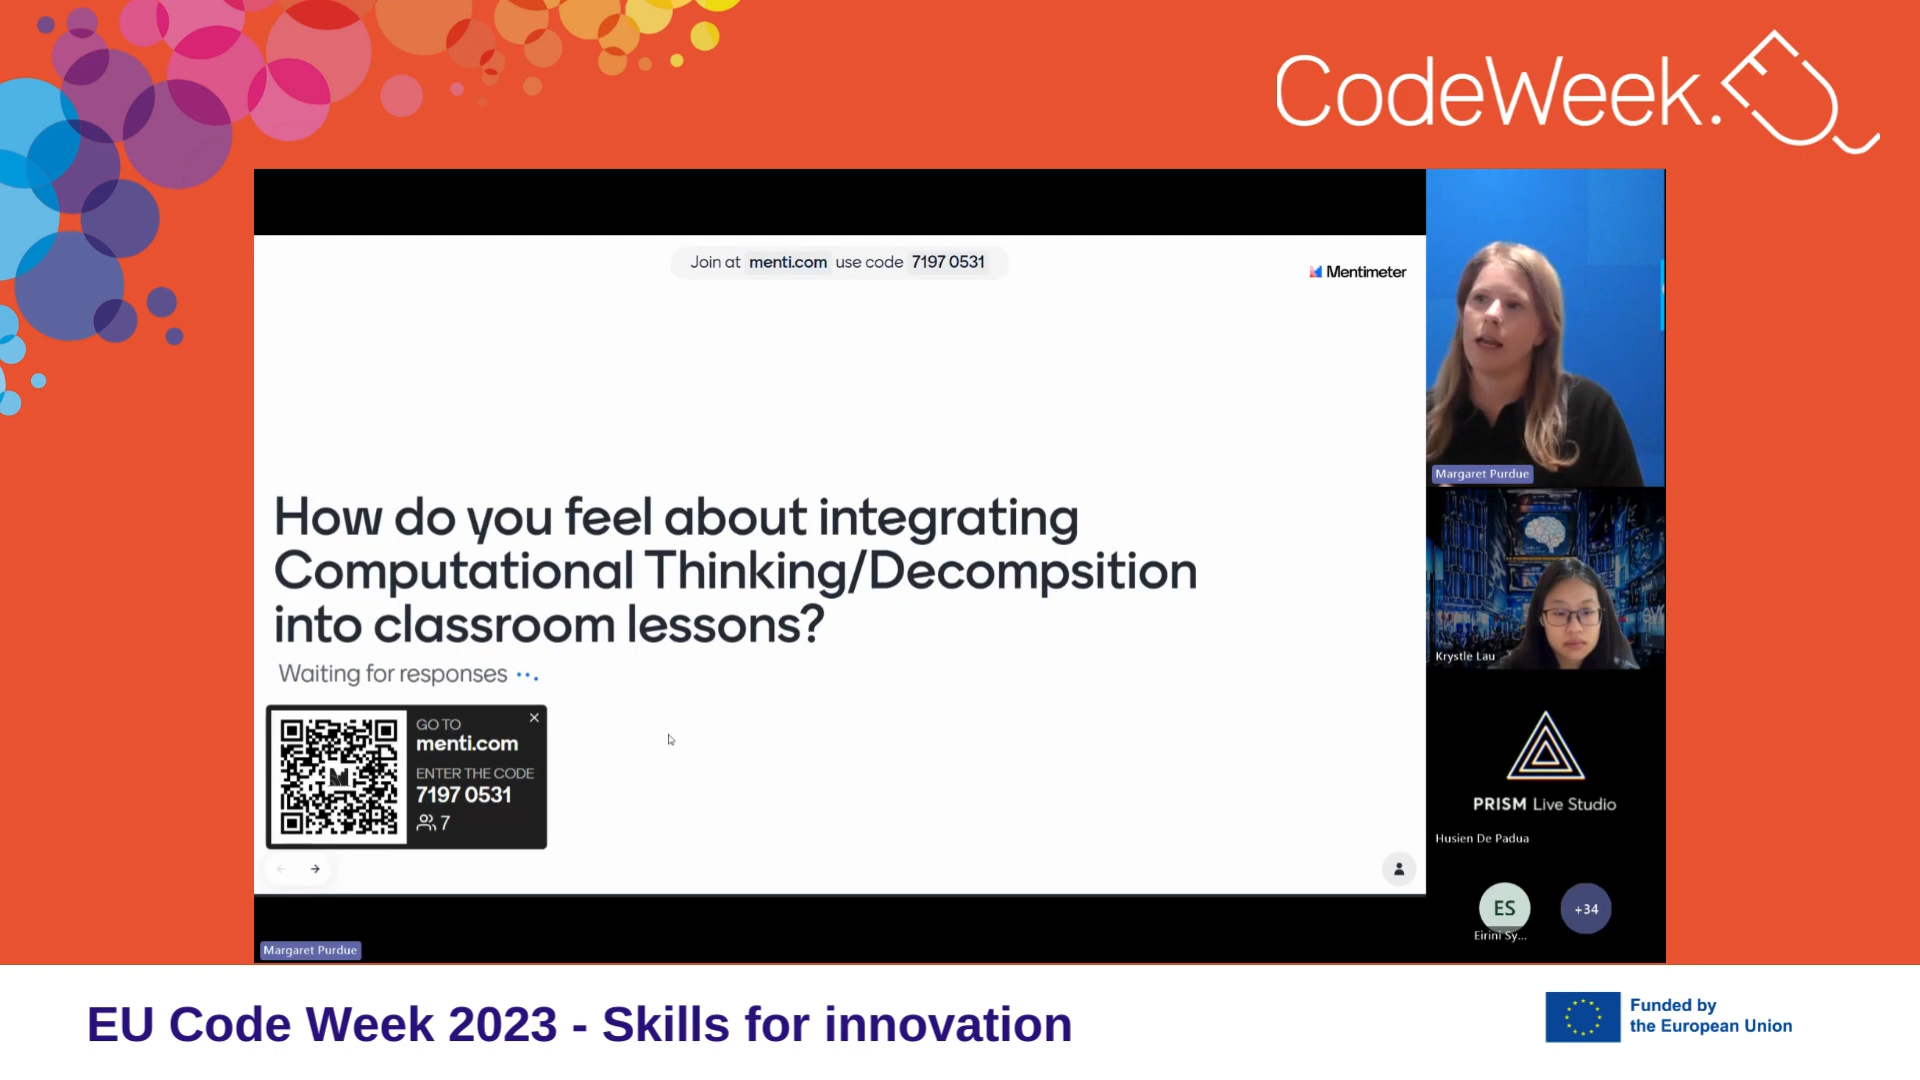 CodeWeek.EU
Join at menti.com use code 7197 0531
Mentimeter
How do you feel about integrating
Computational Thinking/Decompsition
into classroom lessons?
Waiting for responses
GO TO
menti.com
ENTER THE CODE
7197 0531
7
Margaret Purdue
Margaret Purdue
Krystle Lau
PRISM Live Studio
Husien De Padua
ES
+34
Eirini Sy...
EU Code Week 2023 - Skills for innovation
Funded by
the European Union